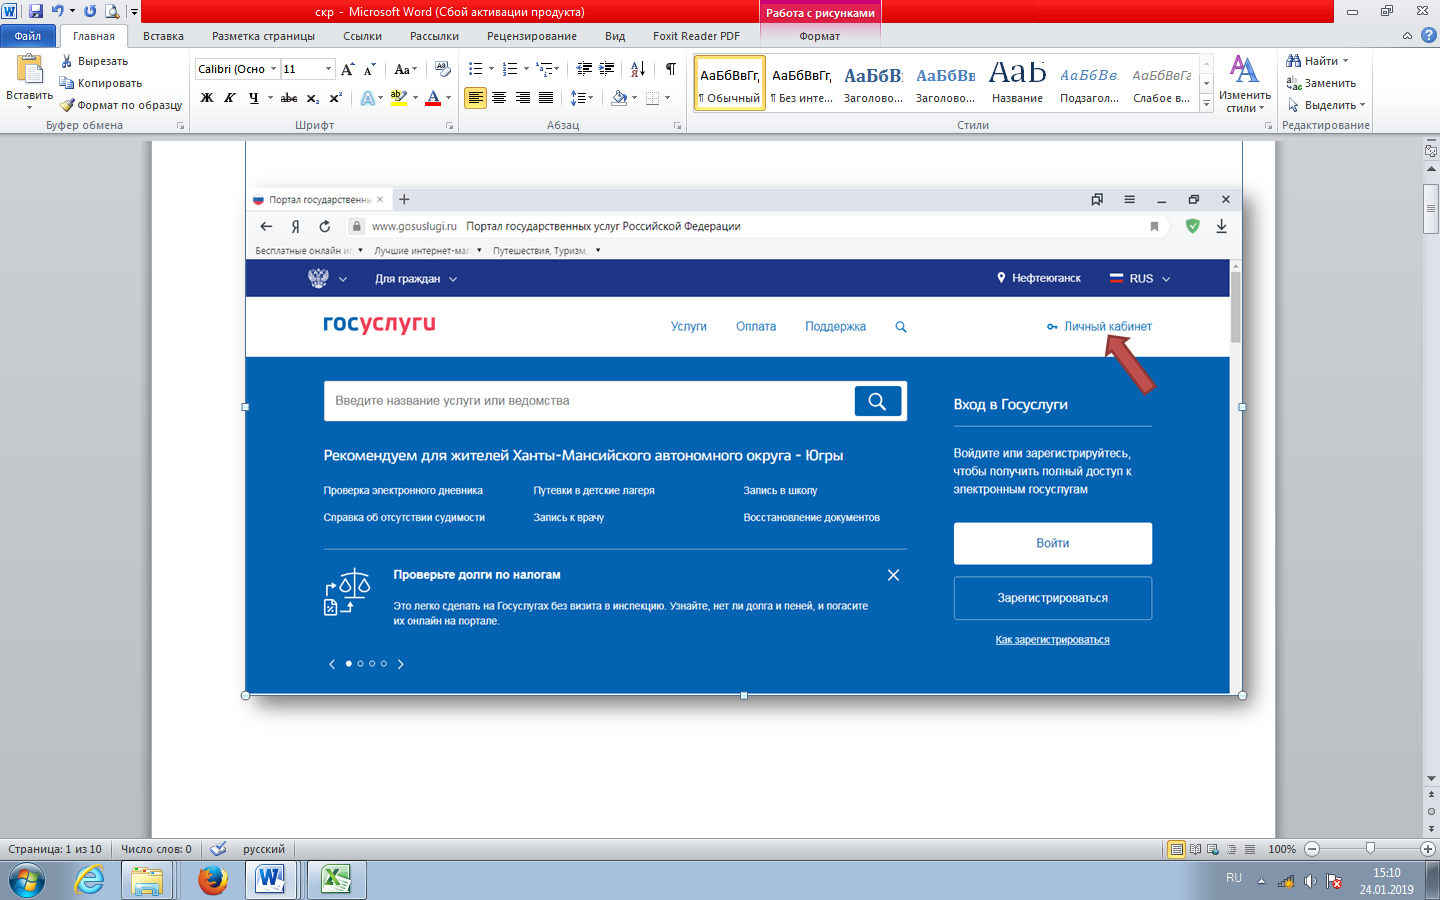 скр - Microsoft Word (Сбой активации продукта)
Работа с рисунками
Файл Главная Вставка Разметка страницы Ссылки Рассылки Рецензирование Вид Foxit Reader PDF Формат
Вставить
Вырезать
Копировать
Формат по образцу
Буфер обмена
Calibri (Осно 11
Ж К Ч abc x₂ x²
Шрифт
Абзац
АаБбВвГг, АаБбВвГг, АаБбВ АаБбВв АаБ АаБбВв АаБбВвГг
¶ Обычный ¶ Без инте... Заголово... Заголово... Название Подзагол... Слабое в...
Стили
Изменить
стили
Найти
Заменить
Выделить
Редактирование
Портал государственны
www.gosuslugi.ru Портал государственных услуг Российской Федерации
Бесплатные онлайн и Лучшие интернет-маг Путешествия, Туризм,
Для граждан Нефтеюганск RUS
госуслуги Услуги Оплата Поддержка Личный кабинет
Введите название услуги или ведомства
Рекомендуем для жителей Ханты-Мансийского автономного округа - Югры
Проверка электронного дневника Путевки в детские лагеря Запись в школу
Справка об отсутствии судимости Запись к врачу Восстановление документов
Проверьте долги по налогам
Это легко сделать на Госуслугах без визита в инспекцию. Узнайте, нет ли долга и пеней, и погасите
их онлайн на портале.
Вход в Госуслуги
Войдите или зарегистрируйтесь,
чтобы получить полный доступ к
электронным госуслугам
Войти
Зарегистрироваться
Как зарегистрироваться
Страница: 1 из 10 Число слов: 0 русский 100%
RU 15:10
24.01.2019